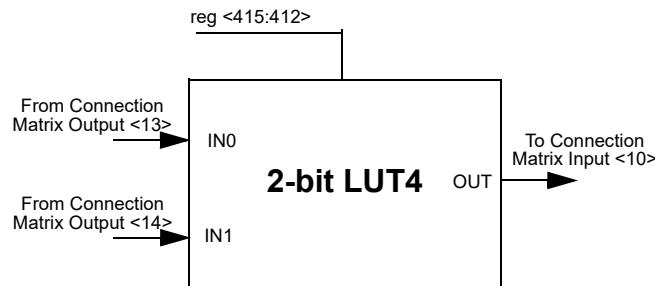 reg <415:412>
From Connection
Matrix Output <13>
IN0
To Connection
Matrix Input <10>
2-bit LUT4
OUT
From Connection
Matrix Output <14>
IN1